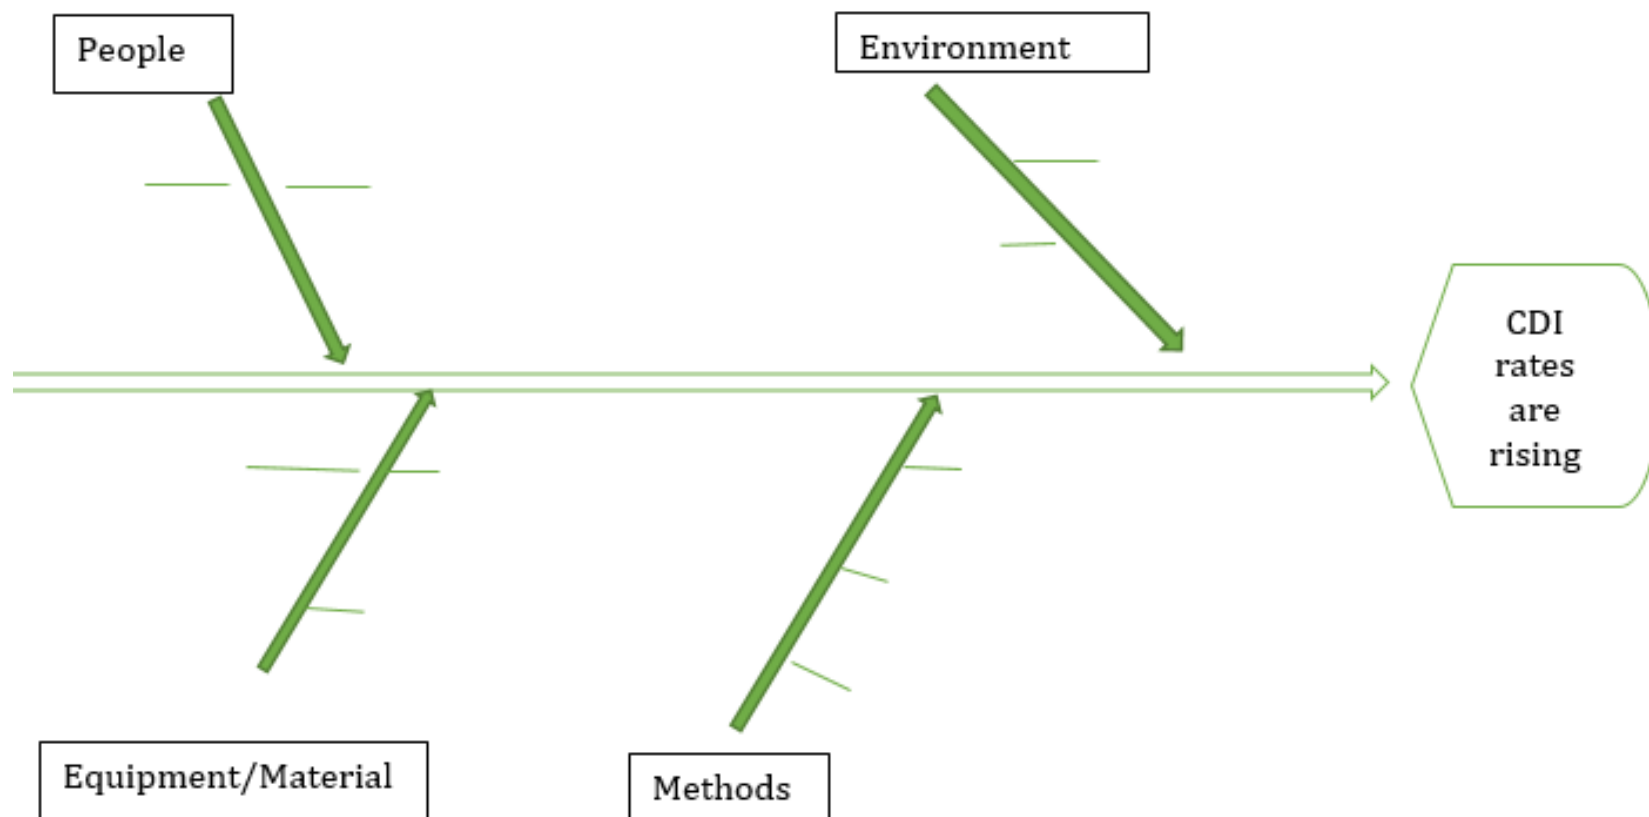 People
Environment
CDI
rates
are
rising
Equipment/Material
Methods